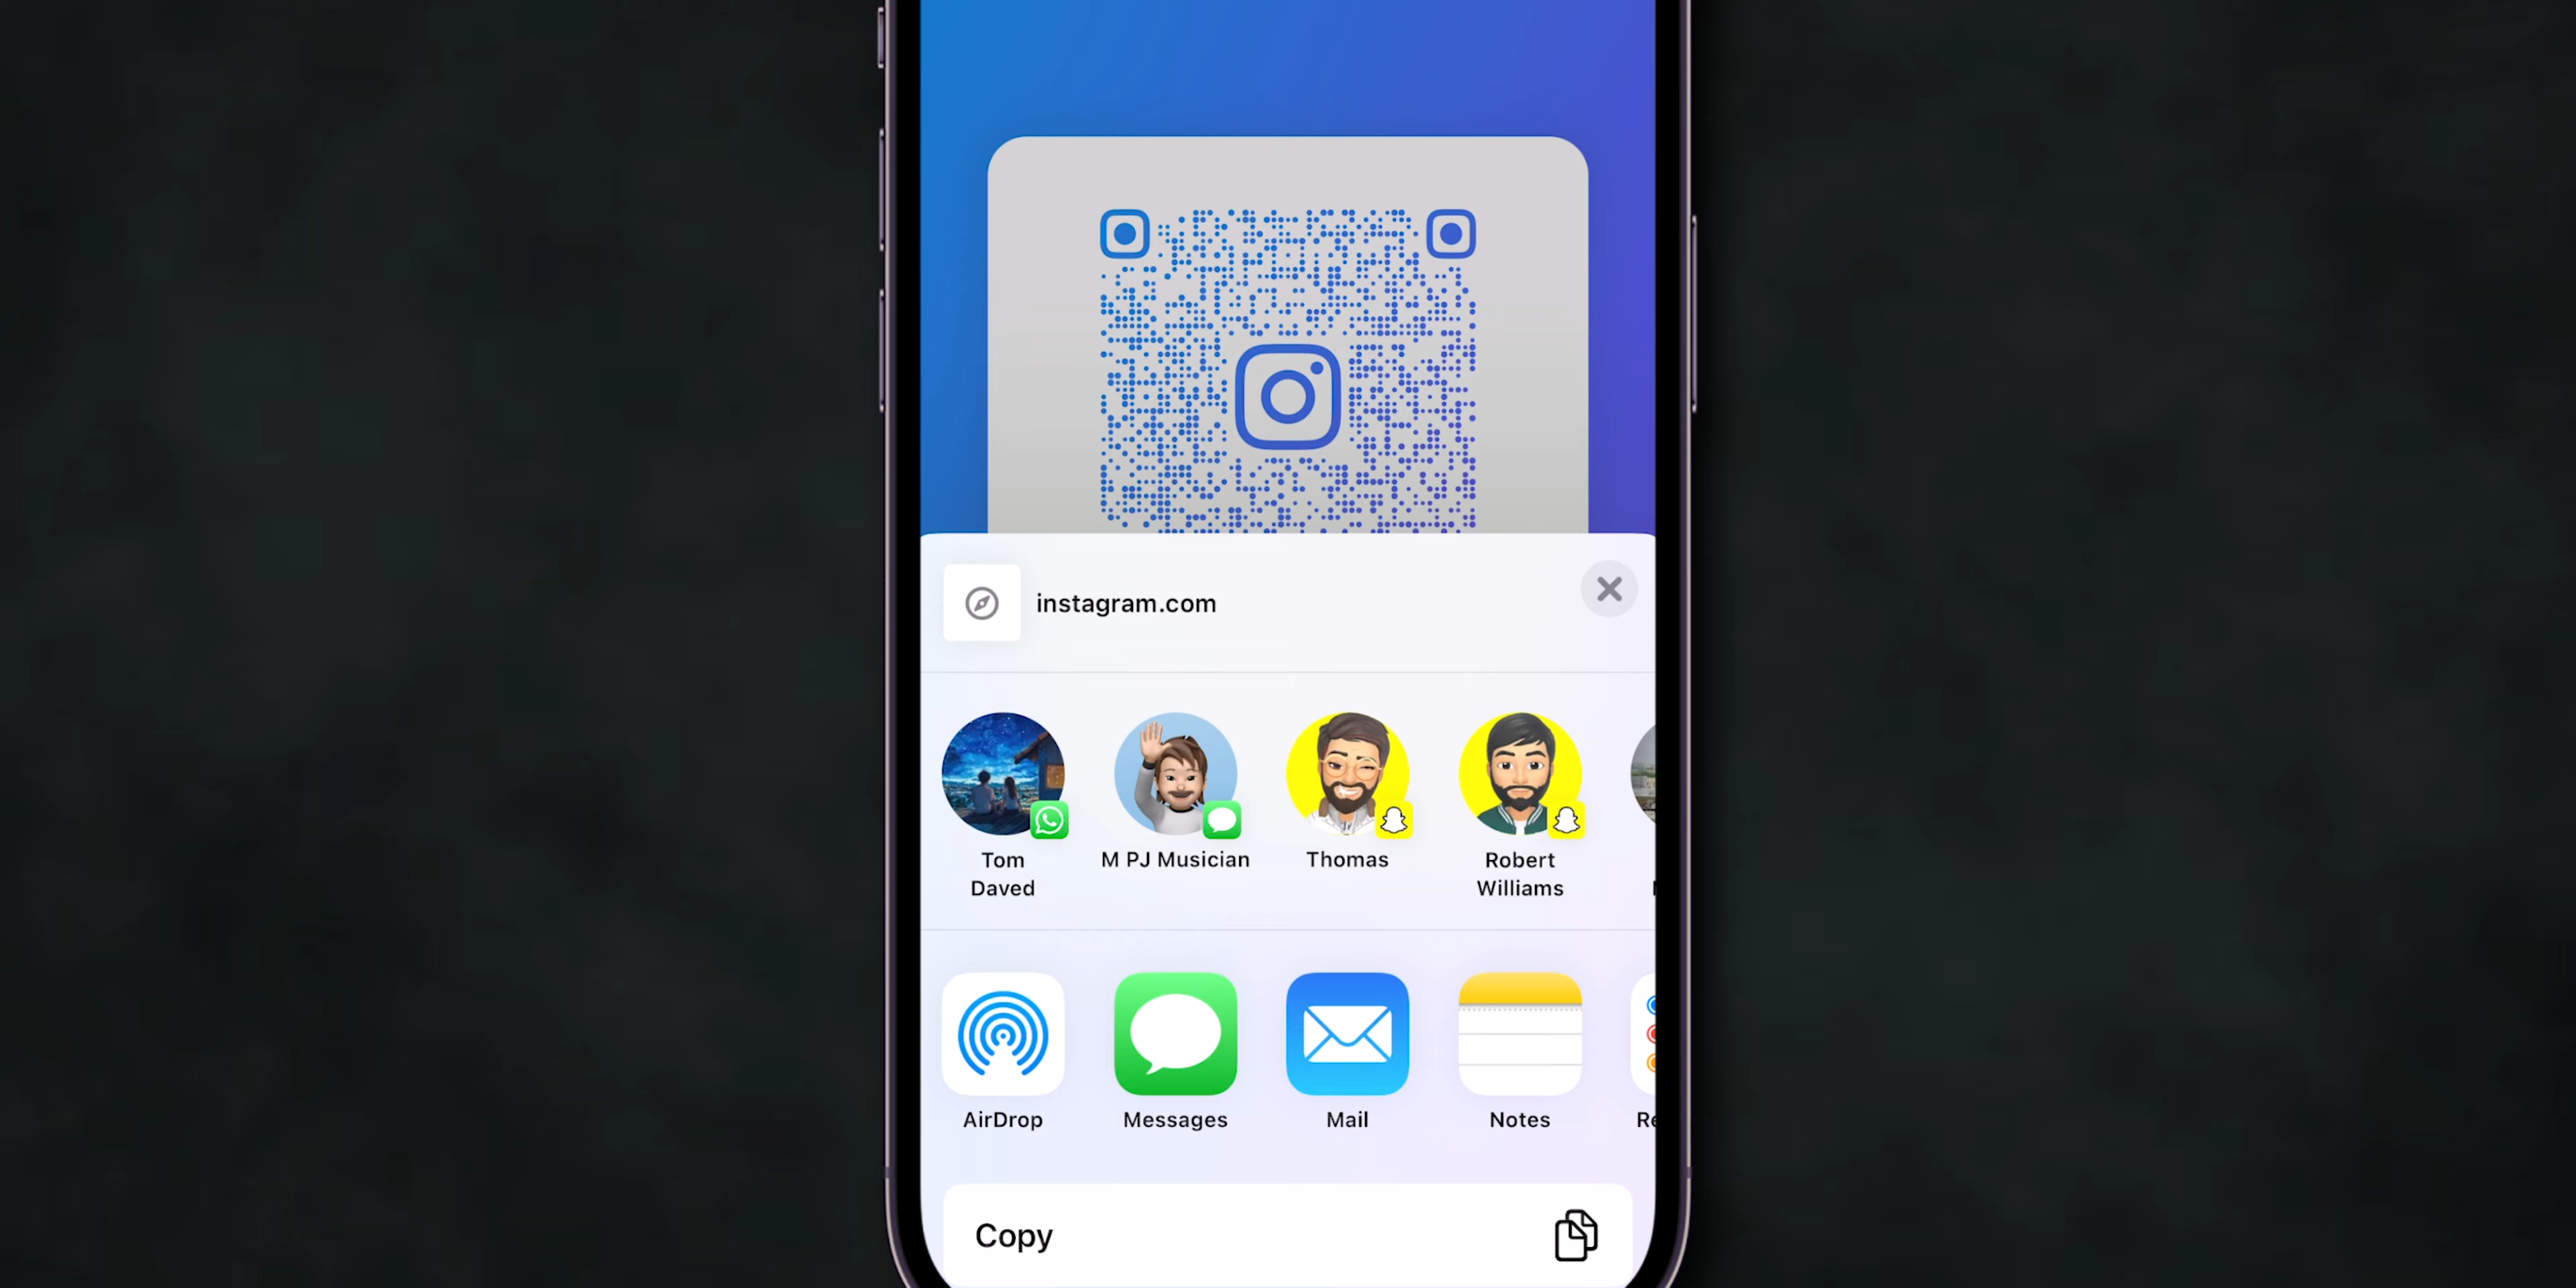 instagram.com
Tom
Daved
M PJ Musician
Thomas
Robert
Williams
AirDrop
Messages
Mail
Notes
Copy